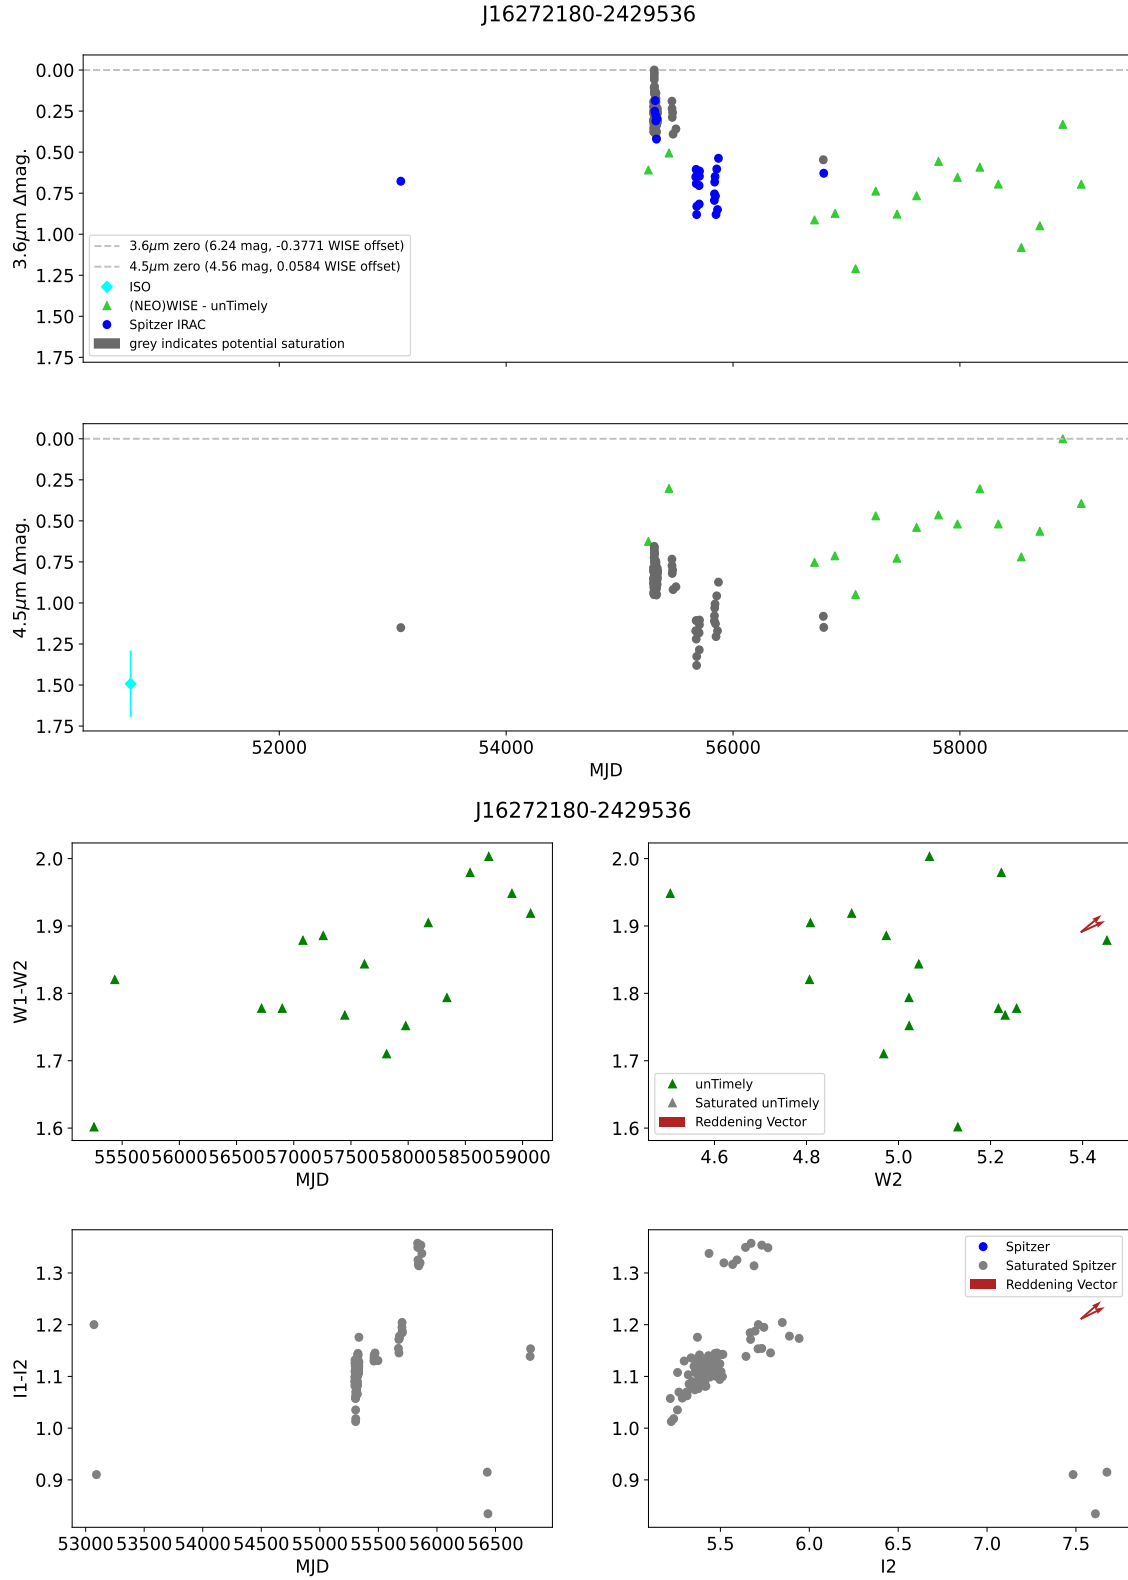 J16272180-2429536
0.00
0.25
0.50
0.75
1.00
1.25
1.50
1.75
3.6μm Δmag.
3.6μm zero (6.24 mag, -0.3771 WISE offset)
4.5μm zero (4.56 mag, 0.0584 WISE offset)
ISO
(NEO)WISE - unTimely
Spitzer IRAC
grey indicates potential saturation
0.00
0.25
0.50
0.75
1.00
1.25
1.50
1.75
4.5μm Δmag.
52000 54000 56000 58000
MJD
J16272180-2429536
2.0
1.9
1.8
1.7
1.6
W1-W2
55500 56000 56500 57000 57500 58000 58500 59000
MJD
2.0
1.9
1.8
1.7
1.6
unTimely
Saturated unTimely
Reddening Vector
4.6 4.8 5.0 5.2 5.4
W2
1.3
1.2
1.1
1.0
0.9
I1-I2
53000 53500 54000 54500 55000 55500 56000 56500
MJD
1.3
1.2
1.1
1.0
0.9
Spitzer
Saturated Spitzer
Reddening Vector
5.5 6.0 6.5 7.0 7.5
I2